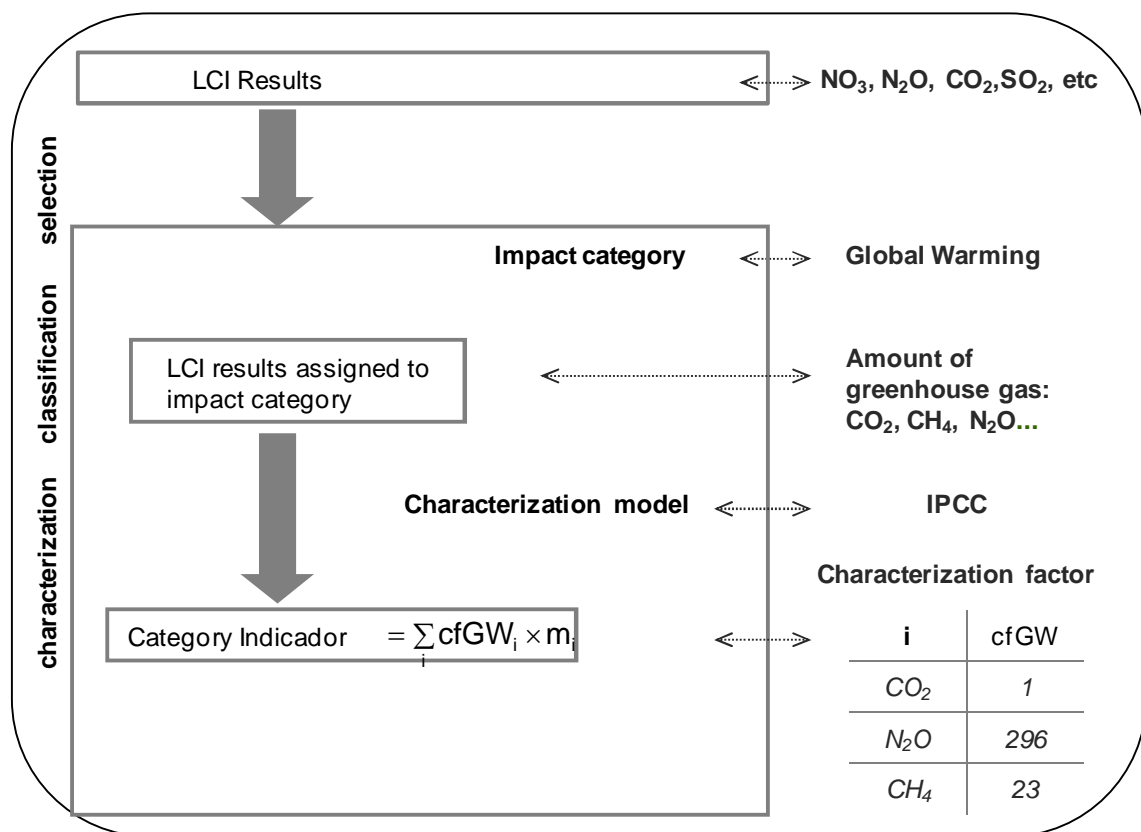 LCI Results
NO3, N2O, CO2,SO2, etc
selection
Impact category
Global Warming
classification
LCI results assigned to
impact category
Amount of
greenhouse gas:
CO2, CH4, N2O...
characterization
Characterization model
IPCC
Characterization factor
Category Indicador = ∑i cfGWi × mi
i cfGW
CO2 1
N2O 296
CH4 23